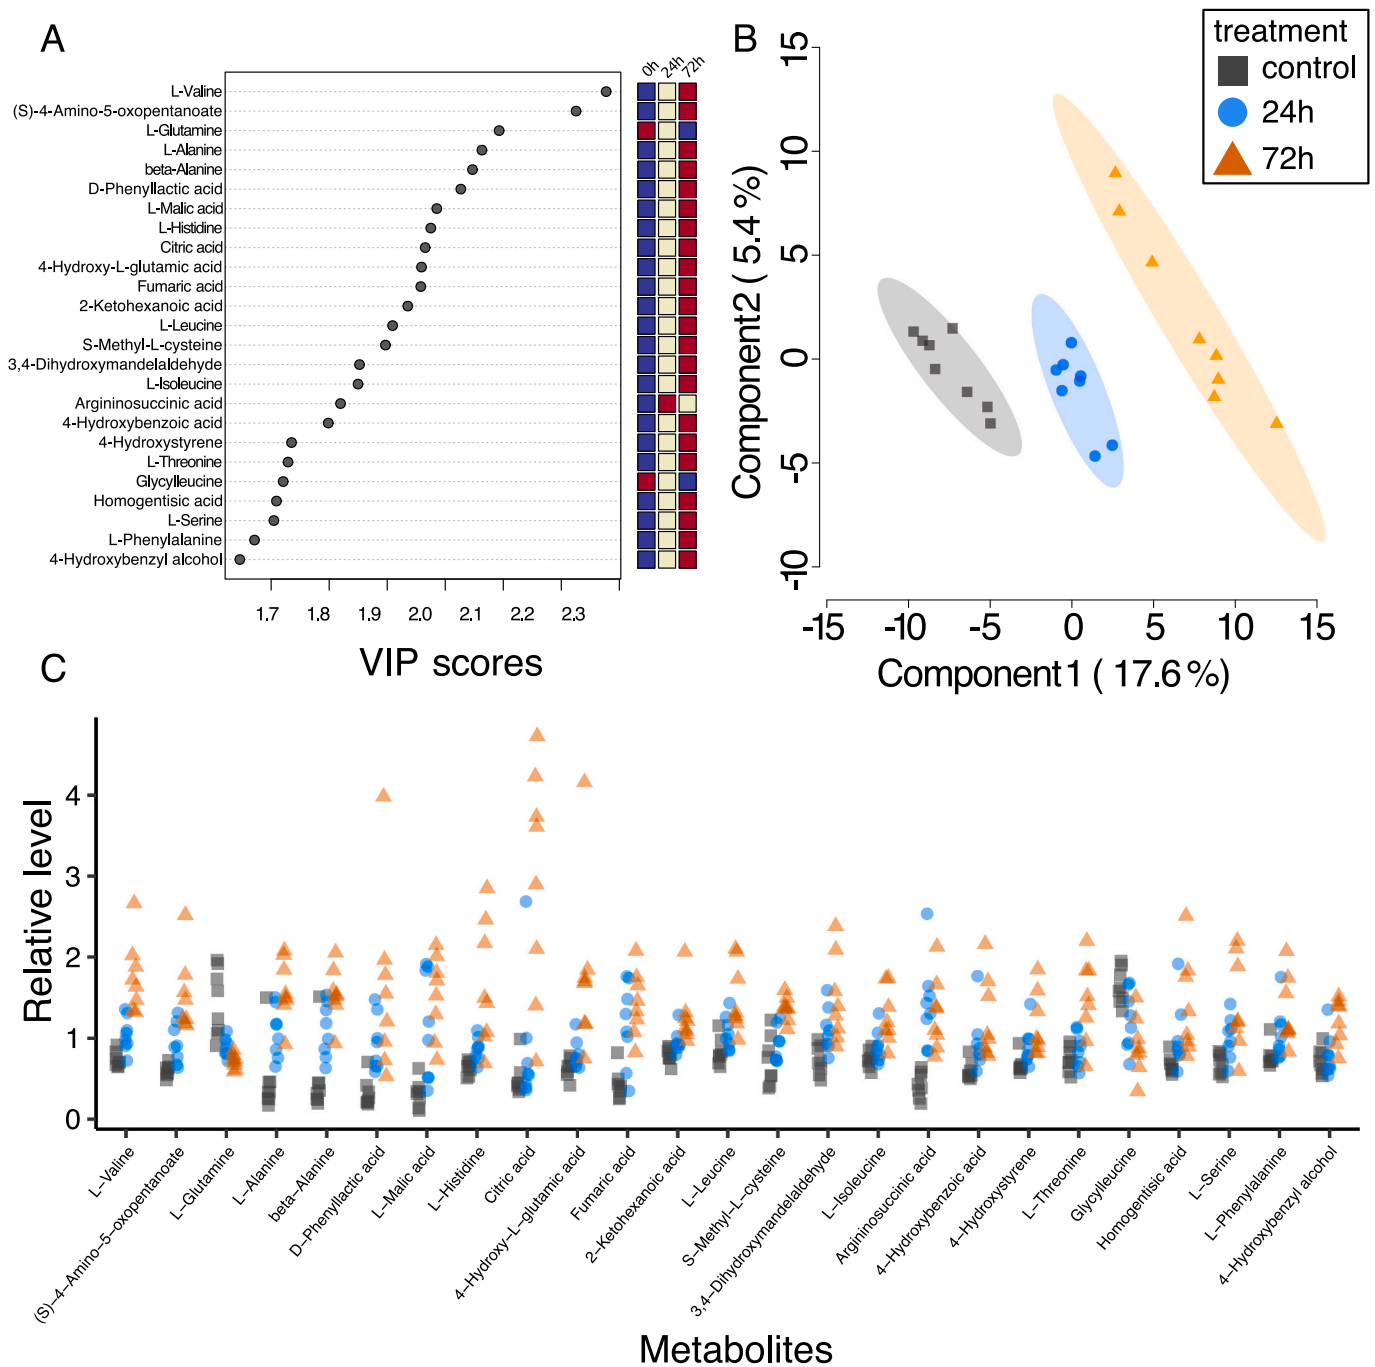 A
0h 24h 72h
L-Valine
(S)-4-Amino-5-oxopentanoate
L-Glutamine
L-Alanine
beta-Alanine
D-Phenyllactic acid
L-Malic acid
L-Histidine
Citric acid
4-Hydroxy-L-glutamic acid
Fumaric acid
2-Ketohexanoic acid
L-Leucine
S-Methyl-L-cysteine
3,4-Dihydroxymandelaldehyde
L-Isoleucine
Argininosuccinic acid
4-Hydroxybenzoic acid
4-Hydroxystyrene
L-Threonine
Glycylleucine
Homogentisic acid
L-Serine
L-Phenylalanine
4-Hydroxybenzyl alcohol
1.7 1.8 1.9 2.0 2.1 2.2 2.3
VIP scores
B
treatment
control
24h
72h
Component2 ( 5.4 %)
15
10
5
0
-5
-10
-15 -10 -5 0 5 10 15
Component1 ( 17.6 %)
C
Relative level
4
3
2
1
0
L−Valine
(S)−4−Amino−5−oxopentanoate
L−Glutamine
L−Alanine
beta−Alanine
D−Phenyllactic acid
L−Malic acid
L−Histidine
Citric acid
4−Hydroxy−L−glutamic acid
Fumaric acid
2−Ketohexanoic acid
L−Leucine
S−Methyl−L−cysteine
3,4−Dihydroxymandelaldehyde
L−Isoleucine
Argininosuccinic acid
4−Hydroxybenzoic acid
4−Hydroxystyrene
L−Threonine
Glycylleucine
Homogentisic acid
L−Serine
L−Phenylalanine
4−Hydroxybenzyl alcohol
Metabolites